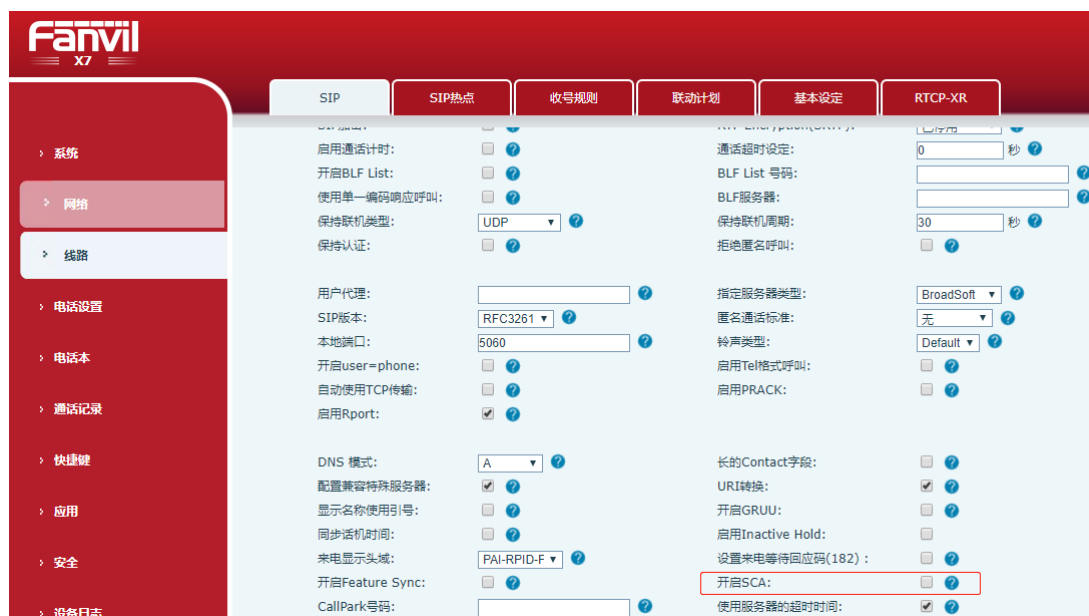 Fanvil
X7
SIP
SIP热点
收号规则
联动计划
基本设定
RTCP-XR
系统
网络
线路
电话设置
电话本
通话记录
快捷键
应用
安全
设备日志
启用通话计时: 通话超时设定: 0 秒
开启BLF List: BLF List 号码:
使用单一编码响应呼叫: BLF服务器:
保持联机类型: UDP 保持联机周期: 30 秒
保持认证: 拒绝匿名呼叫:
用户代理: 指定服务器类型: BroadSoft
SIP版本: RFC3261 匿名通话标准: 无
本地端口: 5060 铃声类型: Default
开启user=phone: 启用Tel格式呼叫:
自动使用TCP传输: 启用PRACK:
启用Rport:
DNS 模式: A 长的Contact字段:
配置兼容特殊服务器: URI转换:
显示名称使用引号: 开启GRUU:
同步话机时间: 启用Inactive Hold:
来电显示头域: PAI-RPID-F 设置来电等待回应码(182) :
开启Feature Sync: 开启SCA:
CallPark号码: 使用服务器的超时时间: